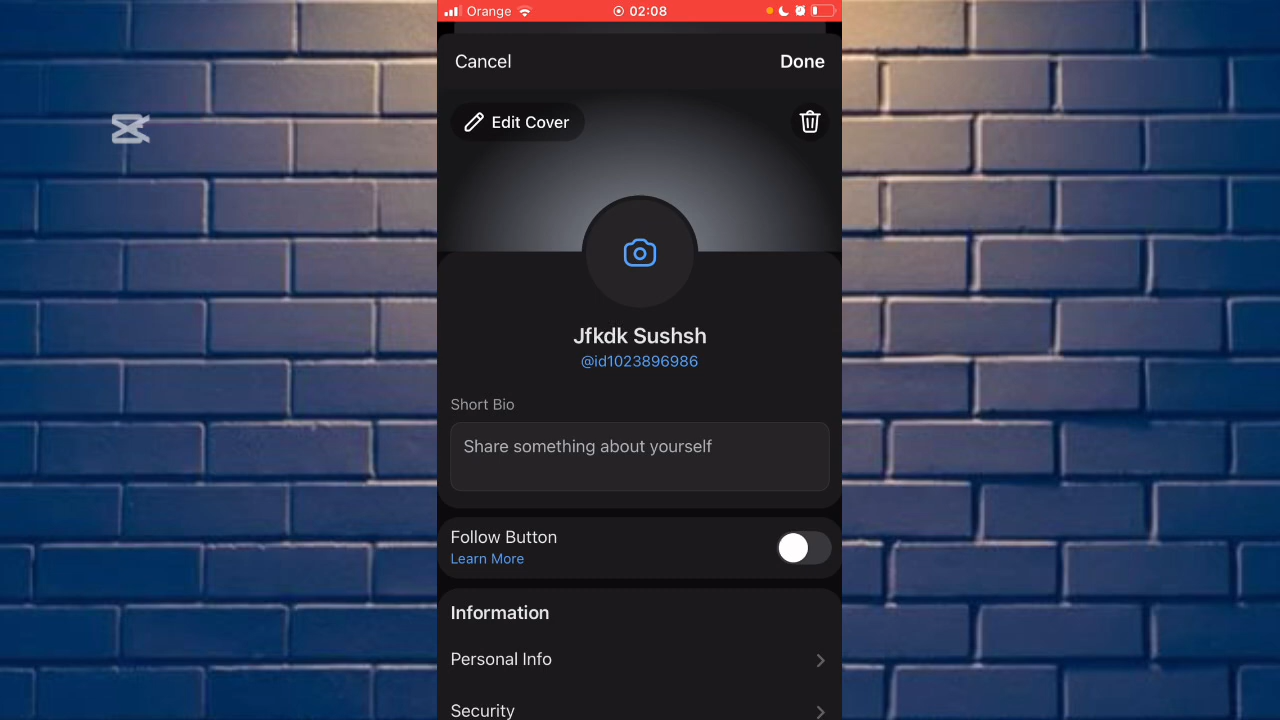 Orange 02:08
Cancel Done
Edit Cover
Jfkdk Sushsh
@id1023896986
Short Bio
Share something about yourself
Follow Button
Learn More
Information
Personal Info
Security